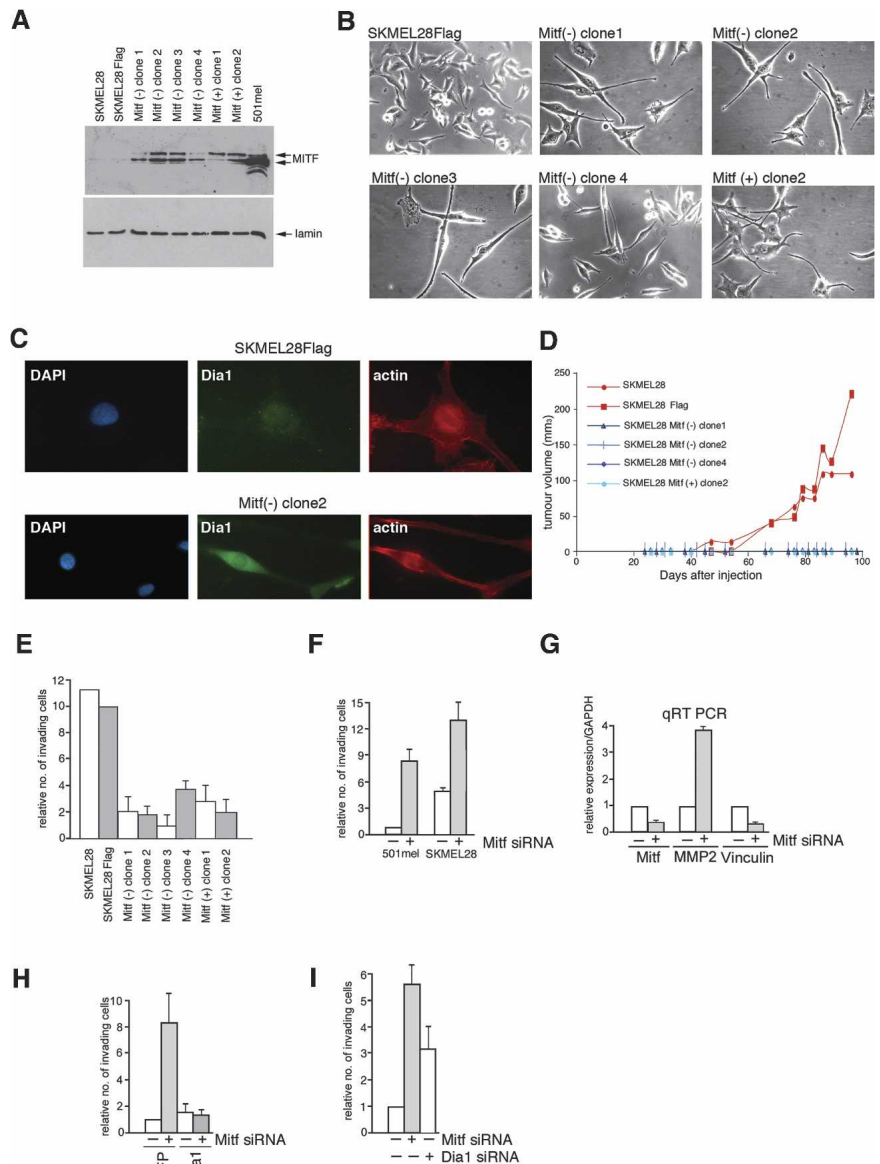 A
SKMEL28
SKMEL28 Flag
Mitf (-) clone 1
Mitf (-) clone 2
Mitf (-) clone 3
Mitf (-) clone 4
Mitf (+) clone 1
Mitf (+) clone2
501mel
MITF
lamin
B
SKMEL28Flag
Mitf(-) clone1
Mitf(-) clone2
Mitf(-) clone3
Mitf(-) clone 4
Mitf (+) clone2
C
SKMEL28Flag
DAPI
Dia1
actin
Mitf(-) clone2
DAPI
Dia1
actin
D
tumour volume (mm3)
250
200
150
100
50
0
SKMEL28
SKMEL28 Flag
SKMEL28 Mitf (-) clone1
SKMEL28 Mitf (-) clone2
SKMEL28 Mitf (-) clone4
SKMEL28 Mitf (+) clone2
0 20 40 60 80 100
Days after injection
E
relative no. of invading cells
12
10
8
6
4
2
0
SKMEL28
SKMEL28 Flag
Mitf (-) clone 1
Mitf (-) clone 2
Mitf (-) clone 3
Mitf (-) clone 4
Mitf (+) clone1
Mitf (+) clone2
F
relative no. of invading cells
15
12
9
6
3
0
− + − + Mitf siRNA
501mel SKMEL28
G
qRT PCR
relative expression/GAPDH
4
3
2
1
0
− + − + − + Mitf siRNA
Mitf MMP2 Vinculin
H
relative no. of invading cells
10
8
6
4
2
0
− + − + Mitf siRNA
I
relative no. of invading cells
6
5
4
3
2
1
0
− + − Mitf siRNA
− − + Dia1 siRNA